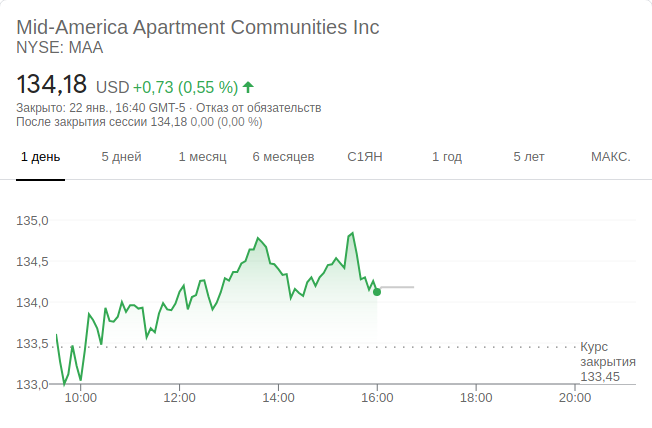 Mid-America Apartment Communities Inc
NYSE: MAA
134,18 USD +0,73 (0,55 %)
Закрыто: 22 янв., 16:40 GMT-5 · Отказ от обязательств
После закрытия сессии 134,18 0,00 (0,00 %)
1 день 5 дней 1 месяц 6 месяцев С1ЯН 1 год 5 лет МАКС.
135,0
134,5
134,0
133,5
133,0
Курс
закрытия
133,45
10:00 12:00 14:00 16:00 18:00 20:00